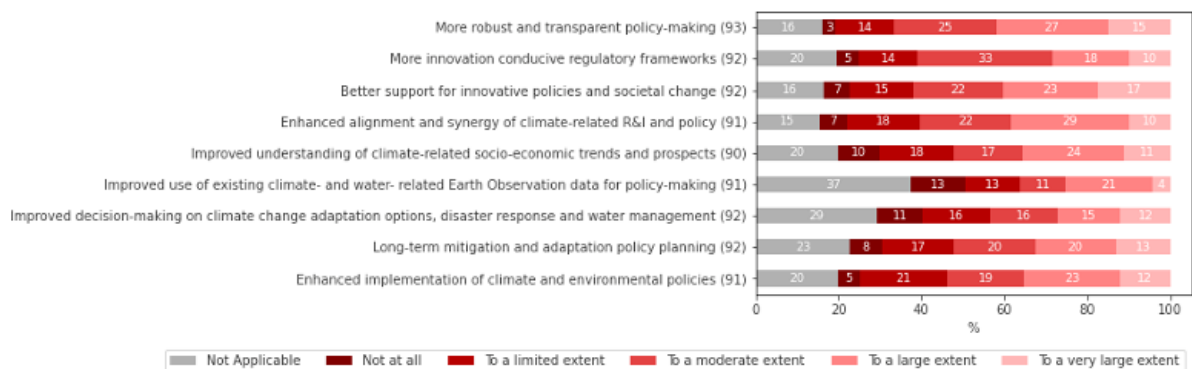 More robust and transparent policy-making (93) 16 3 14 25 27 15
More innovation conducive regulatory frameworks (92) 20 5 14 33 18 10
Better support for innovative policies and societal change (92) 16 7 15 22 23 17
Enhanced alignment and synergy of climate-related R&I and policy (91) 15 7 18 22 29 10
Improved understanding of climate-related socio-economic trends and prospects (90) 20 10 18 17 24 11
Improved use of existing climate- and water- related Earth Observation data for policy-making (91) 37 13 13 11 21 4
Improved decision-making on climate change adaptation options, disaster response and water management (92) 29 11 16 16 15 12
Long-term mitigation and adaptation policy planning (92) 23 8 17 20 20 13
Enhanced implementation of climate and environmental policies (91) 20 5 21 19 23 12
0 20 40 60 80 100
%
Not Applicable Not at all To a limited extent To a moderate extent To a large extent To a very large extent